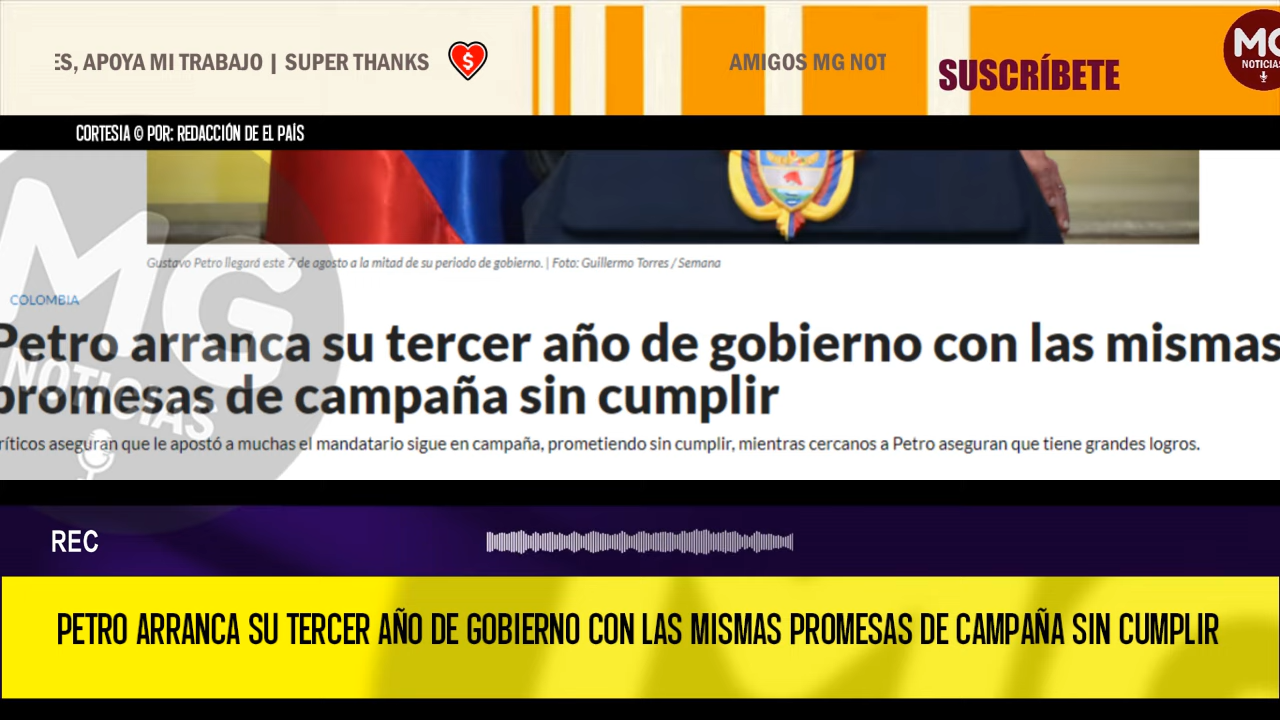 ES, APOYA MI TRABAJO | SUPER THANKS
$
AMIGOS MG NOT
SUSCRÍBETE
MG
NOTICIAS
CORTESIA © POR: REDACCIÓN DE EL PAÍS
Gustavo Petro llegará este 7 de agosto a la mitad de su periodo de gobierno. | Foto: Guillermo Torres / Semana
COLOMBIA
Petro arranca su tercer año de gobierno con las mismas
promesas de campaña sin cumplir
ríticos aseguran que le apostó a muchas el mandatario sigue en campaña, prometiendo sin cumplir, mientras cercanos a Petro aseguran que tiene grandes logros.
MG
NOTICIAS
REC
PETRO ARRANCA SU TERCER AÑO DE GOBIERNO CON LAS MISMAS PROMESAS DE CAMPAÑA SIN CUMPLIR